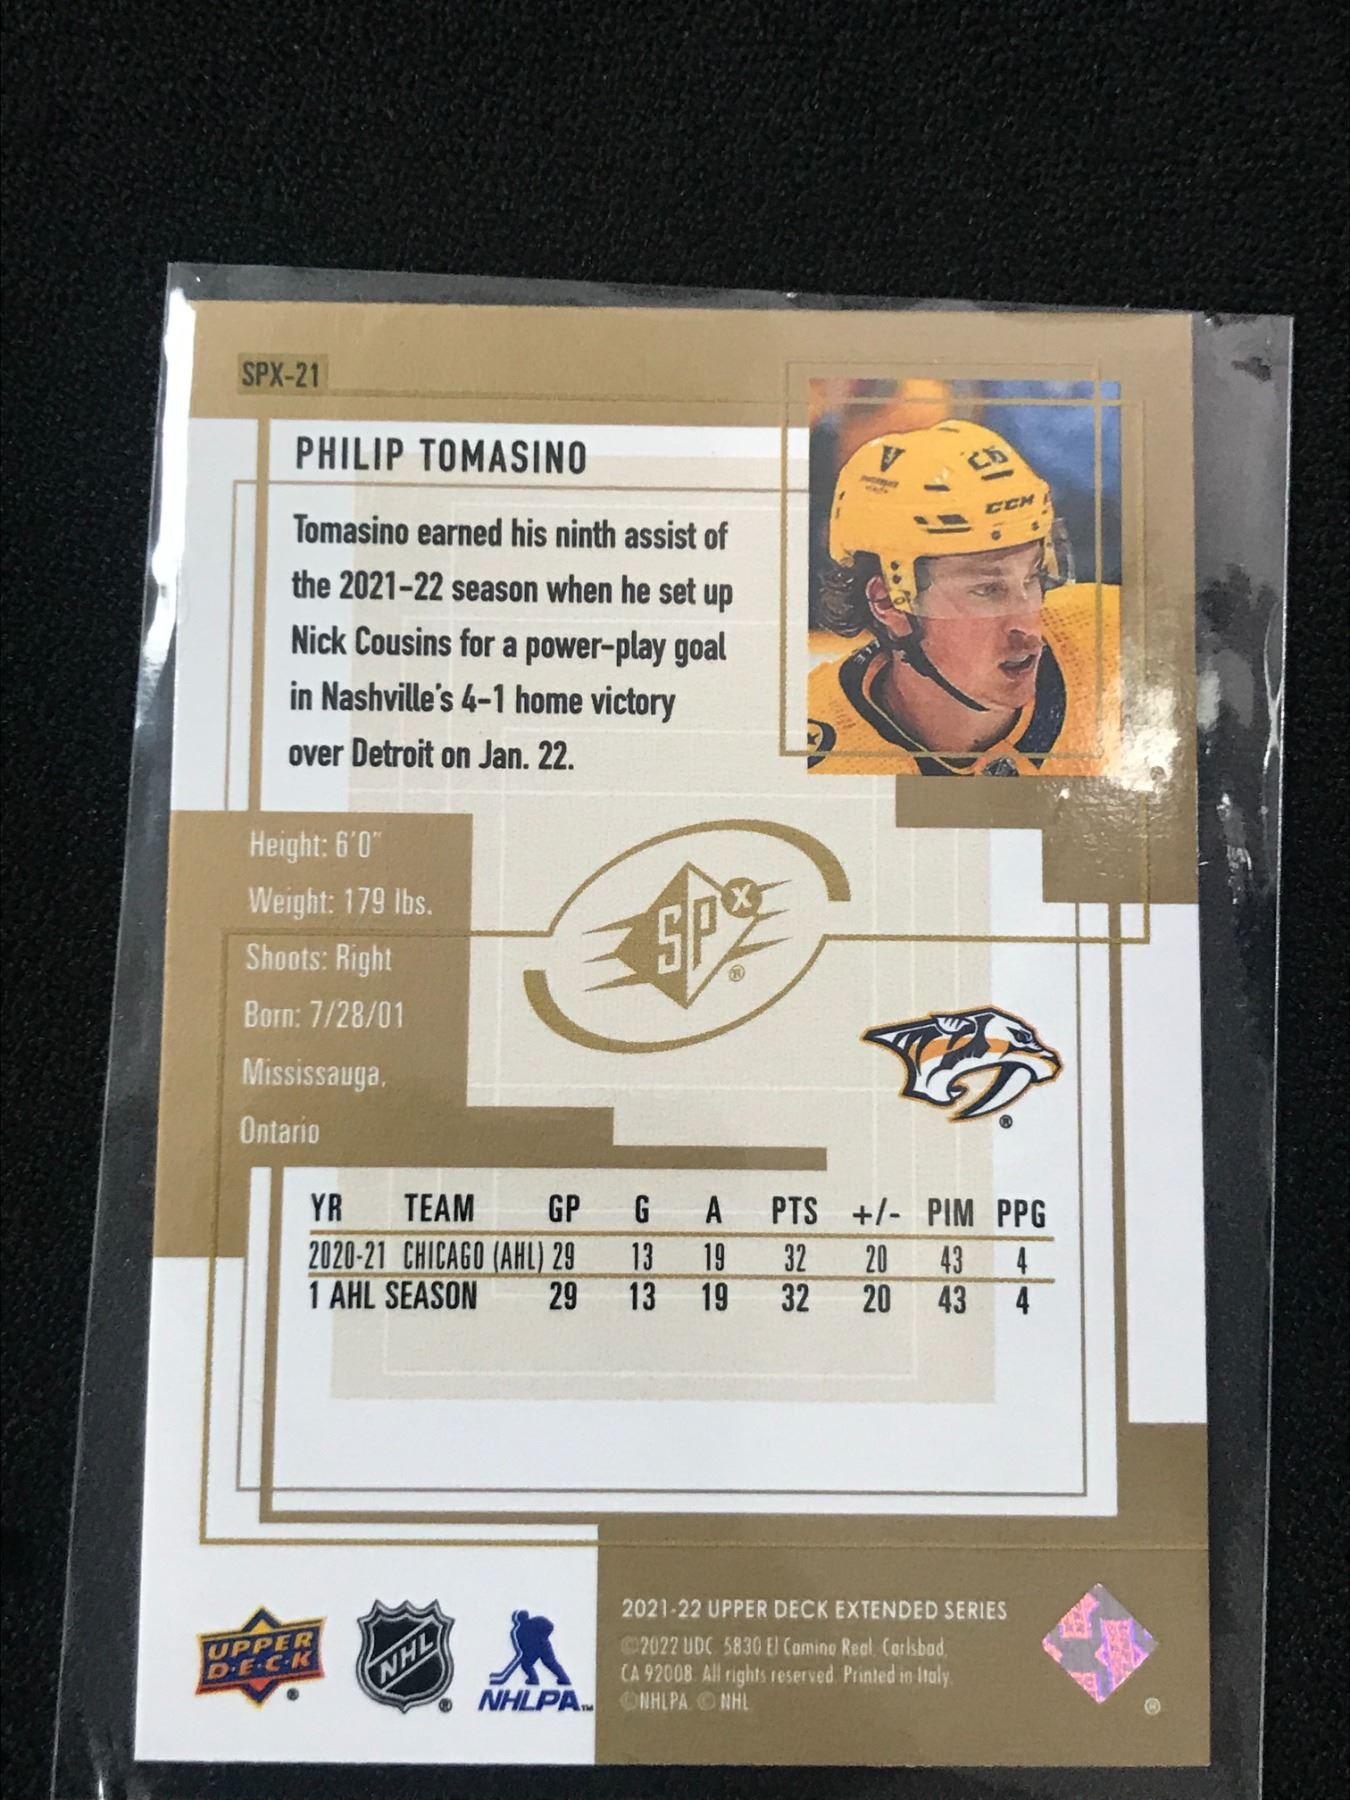 SPX-21
PHILIP TOMASINO
Tomasino earned his ninth assist of
the 2021-22 season when he set up
Nick Cousins for a power-play goal
in Nashville's 4-1 home victory
over Detroit on Jan. 22.
26
CCM
Height: 6'0"
Weight: 179 lbs.
Shoots: Right
Born: 7/28/01
Mississauga,
Ontario
SPX®
®
YR TEAM GP G A PTS +/- PIM PPG
2020-21 CHICAGO (AHL) 29 13 19 32 20 43 4
1 AHL SEASON 29 13 19 32 20 43 4
UPPER
D·E·C·K
®
NHL
®
NHLPA™
2021-22 UPPER DECK EXTENDED SERIES
©2022 UDC. 5830 El Camino Real, Carlsbad,
CA 92008. All rights reserved. Printed in Italy.
©NHLPA. © NHL
®